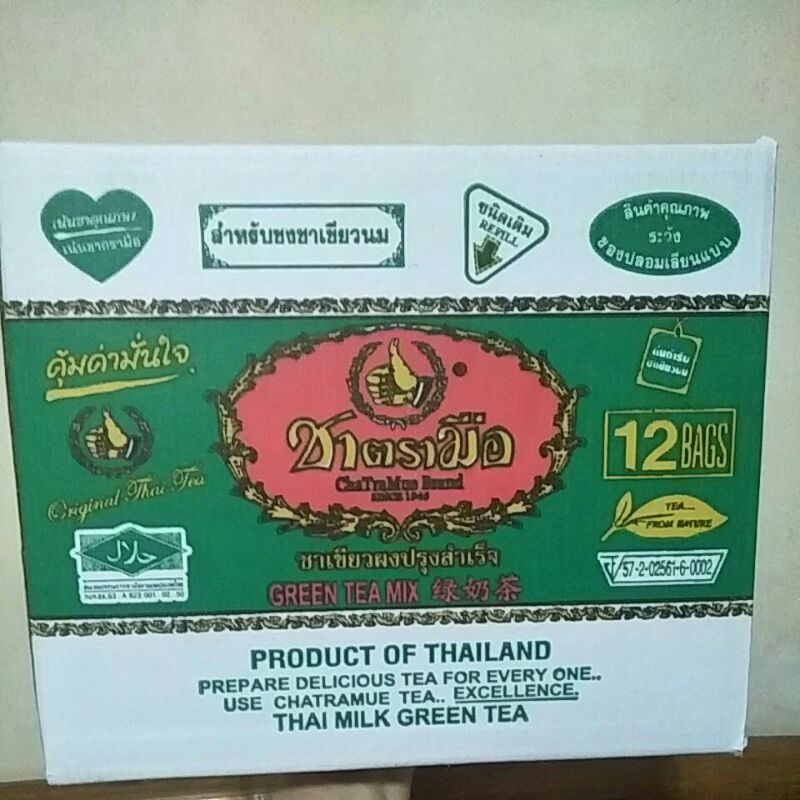 เน้นชาคุณภาพ!
เน้นชาตรามือ
สำหรับชงชาเขียวนม
ชนิดเติม
REFILL
สินค้าคุณภาพ
ระวัง
ของปลอมเลียนแบบ
คุ้มค่ามั่นใจ
Original Thai Tea
ชาตรามือ
ChaTraMue Brand
SINCE 1945
ชาเขียวผงปรุงสำเร็จ
GREEN TEA MIX 绿奶茶
12 BAGS
TEA....
FROM NATURE
57-2-02561-6-0002
حلال
PRODUCT OF THAILAND
PREPARE DELICIOUS TEA FOR EVERY ONE..
USE CHATRAMUE TEA.. EXCELLENCE.
THAI MILK GREEN TEA